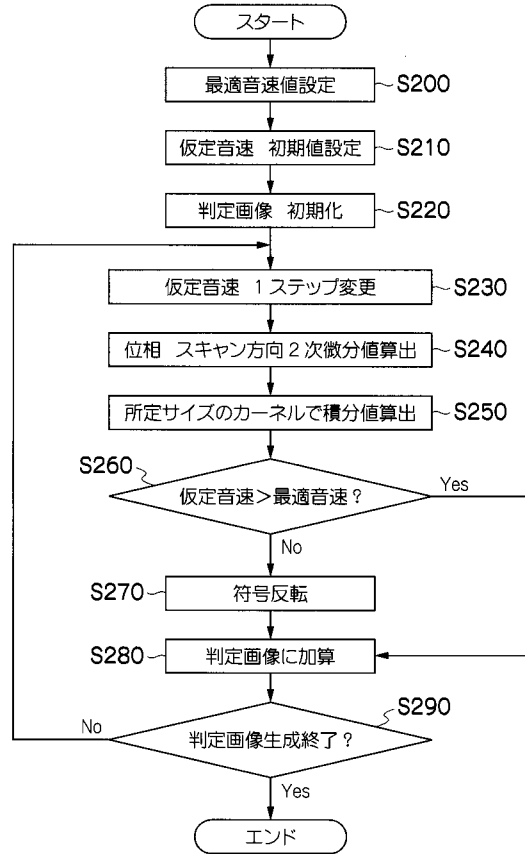 スタート
最適音速値設定 S200
仮定音速 初期値設定 S210
判定画像 初期化 S220
仮定音速 1ステップ変更 S230
位相 スキャン方向2次微分値算出 S240
所定サイズのカーネルで積分値算出 S250
S260
仮定音速>最適音速? Yes
No
S270 符号反転
S280 判定画像に加算
S290
No 判定画像生成終了?
Yes
エンド